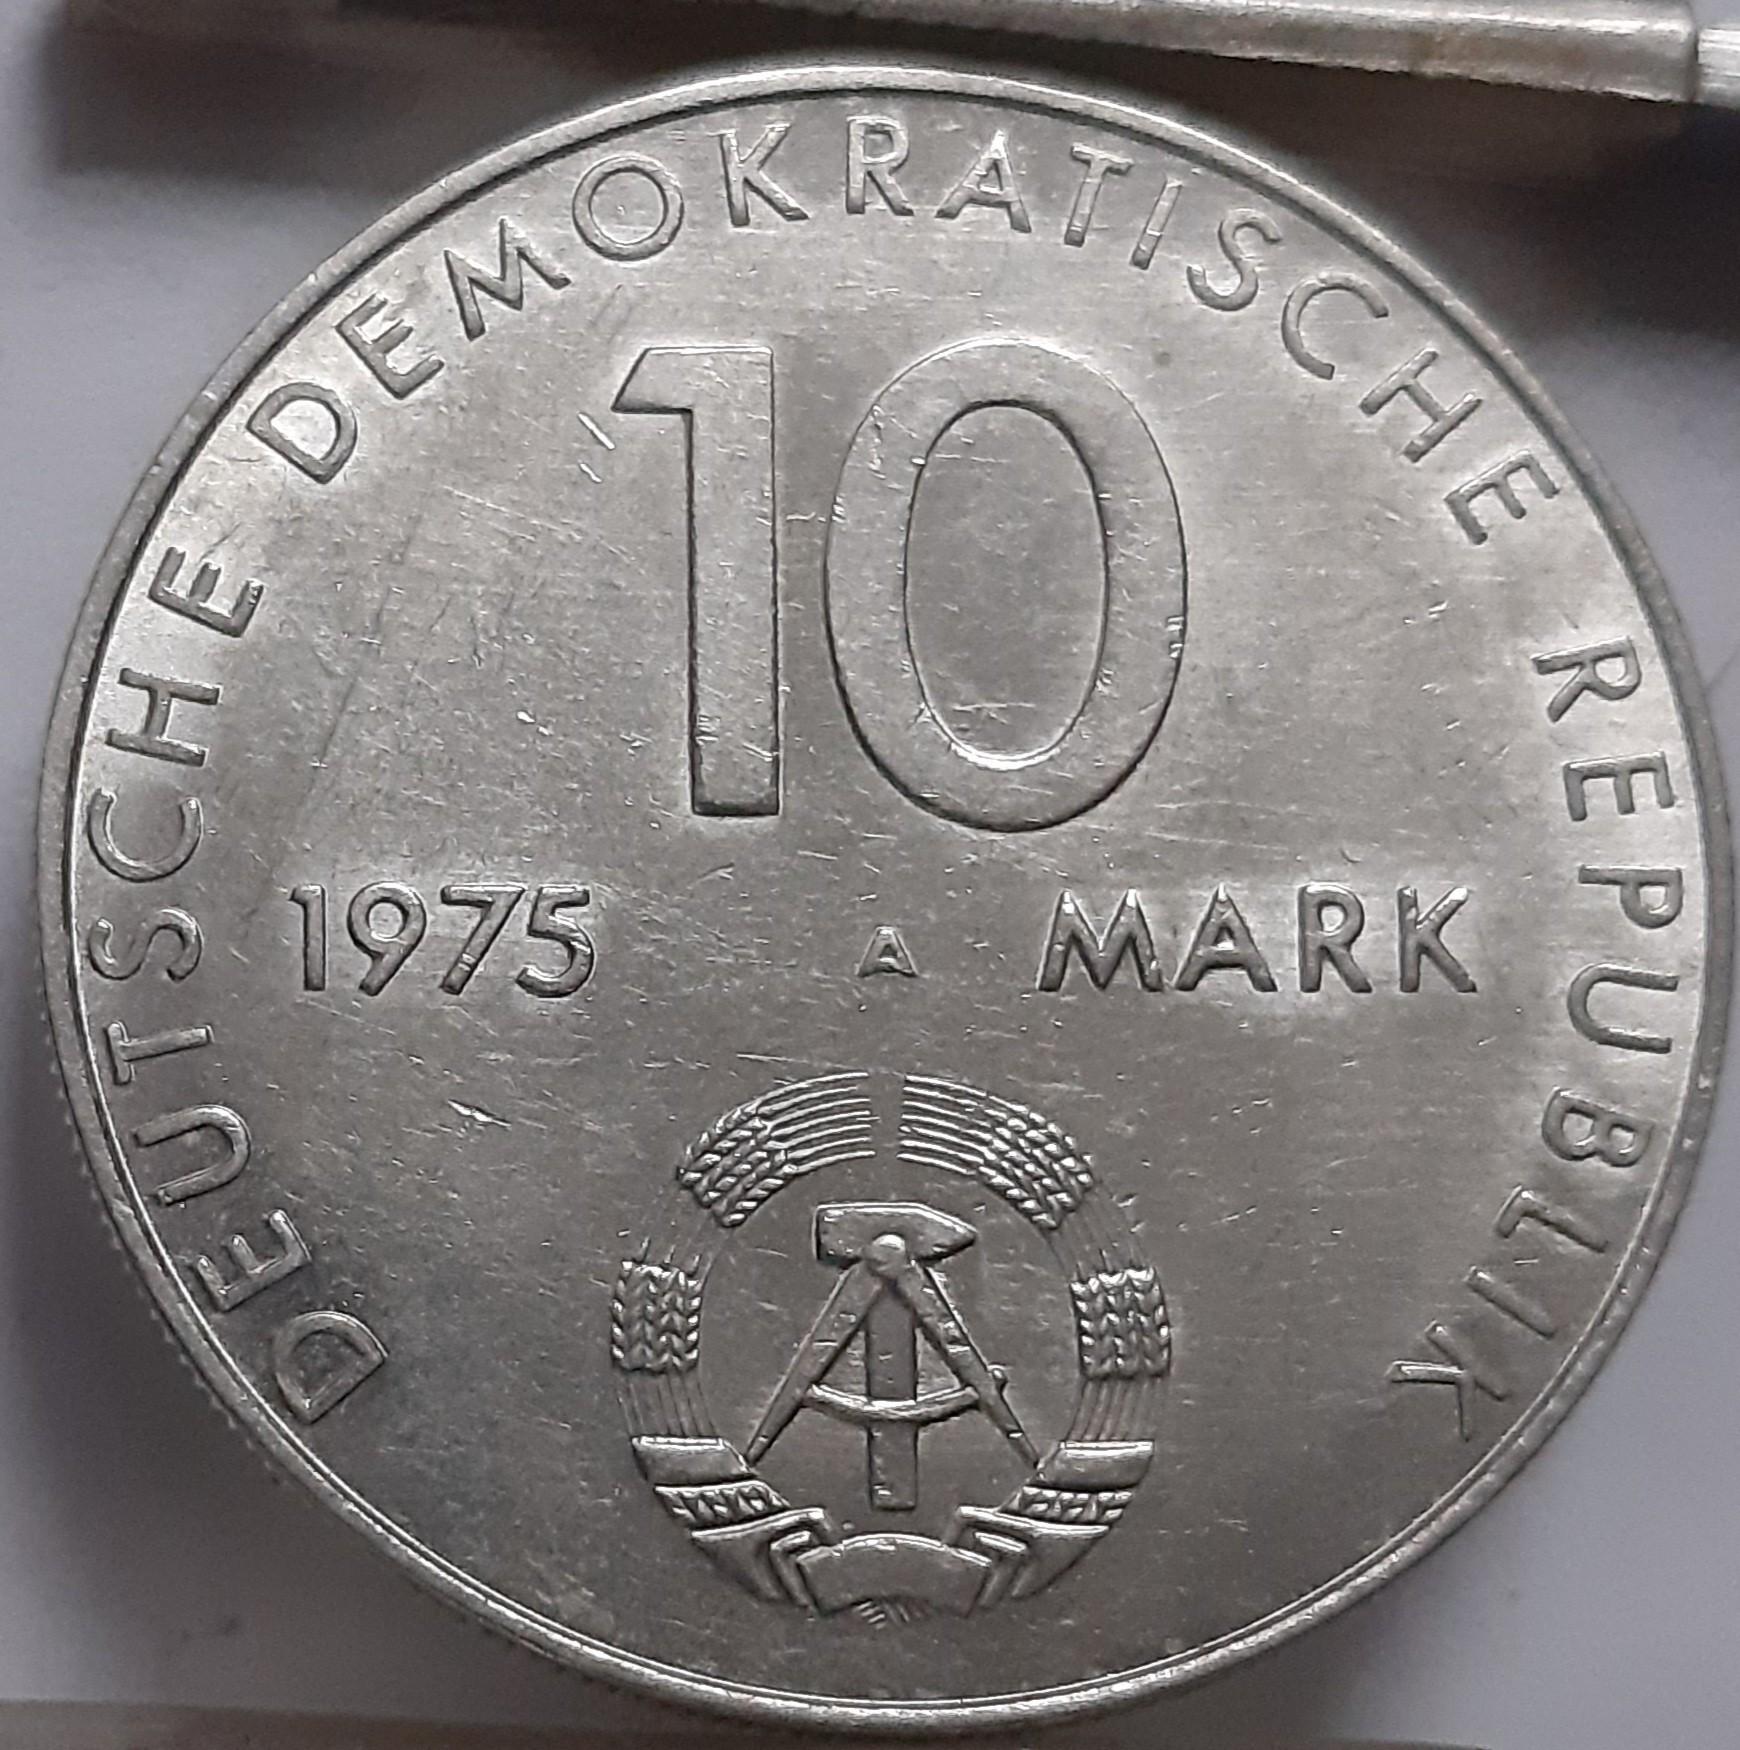 DEUTSCHE DEMOKRATISCHE REPUBLIK
10
1975 A MARK